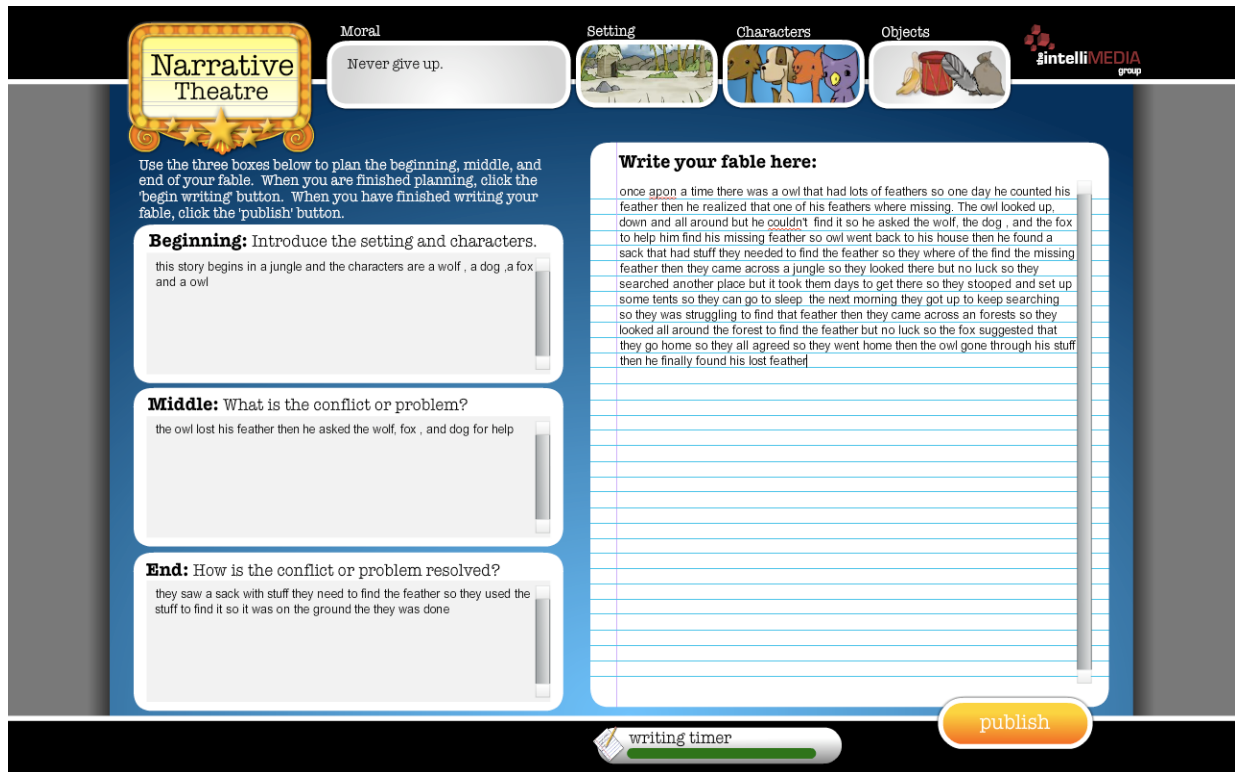 Moral
Setting
Characters
Objects
Narrative
Theatre
Never give up.
intelliMEDIA
group
Use the three boxes below to plan the beginning, middle, and
end of your fable. When you are finished planning, click the
'begin writing' button. When you have finished writing your
fable, click the 'publish' button.
Beginning: Introduce the setting and characters.
this story begins in a jungle and the characters are a wolf , a dog ,a fox
and a owl
Middle: What is the conflict or problem?
the owl lost his feather then he asked the wolf, fox , and dog for help
End: How is the conflict or problem resolved?
they saw a sack with stuff they need to find the feather so they used the
stuff to find it so it was on the ground the they was done
Write your fable here:
once apon a time there was a owl that had lots of feathers so one day he counted his
feather then he realized that one of his feathers where missing. The owl looked up,
down and all around but he couldn't find it so he asked the wolf, the dog , and the fox
to help him find his missing feather so owl went back to his house then he found a
sack that had stuff they needed to find the feather so they where of the find the missing
feather then they came across a jungle so they looked there but no luck so they
searched another place but it took them days to get there so they stooped and set up
some tents so they can go to sleep the next morning they got up to keep searching
so they was struggling to find that feather then they came across an forests so they
looked all around the forest to find the feather but no luck so the fox suggested that
they go home so they all agreed so they went home then the owl gone through his stuff
then he finally found his lost feather
publish
writing timer